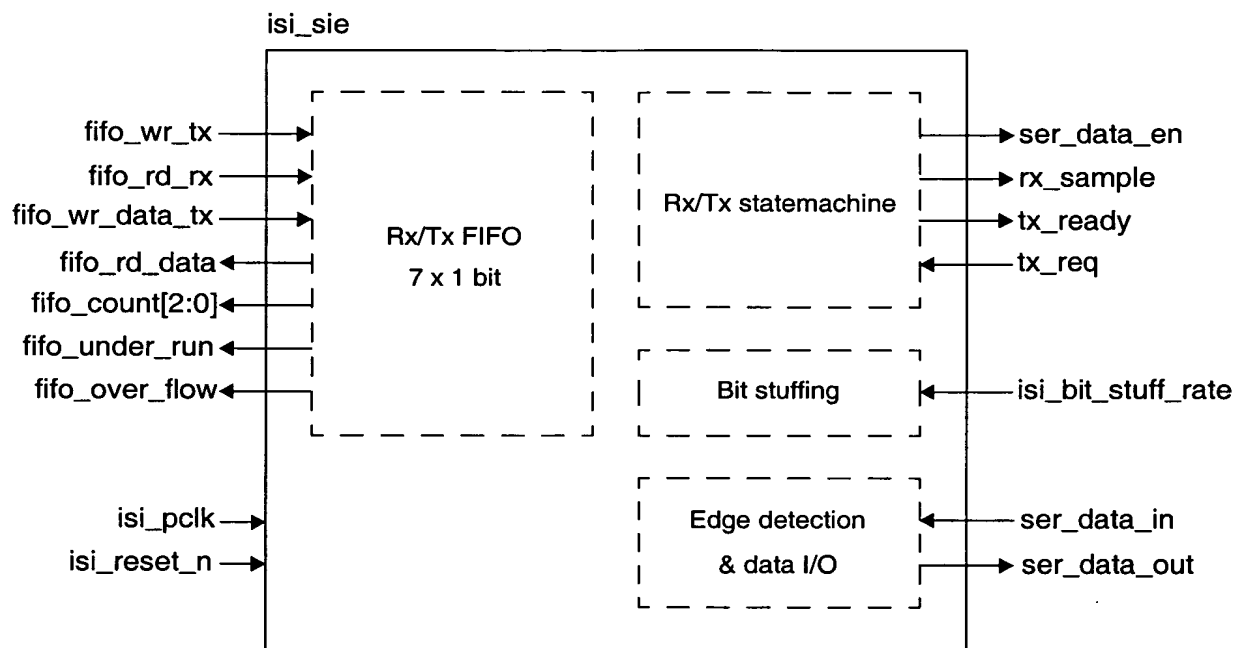 isi_sie
fifo_wr_tx
fifo_rd_rx
fifo_wr_data_tx
fifo_rd_data
fifo_count[2:0]
fifo_under_run
fifo_over_flow
isi_pclk
isi_reset_n
Rx/Tx FIFO
7 x 1 bit
Rx/Tx statemachine
Bit stuffing
Edge detection
& data I/O
ser_data_en
rx_sample
tx_ready
tx_req
isi_bit_stuff_rate
ser_data_in
ser_data_out